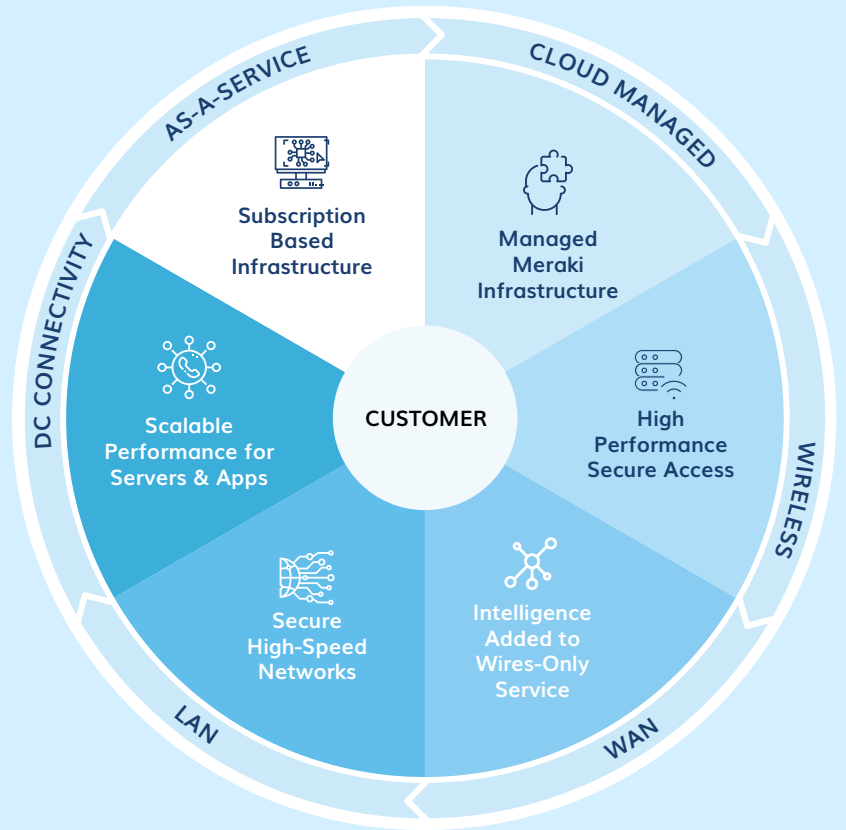 AS-A-SERVICE
CLOUD MANAGED
WIRELESS
WAN
LAN
DC CONNECTIVITY
Subscription
Based
Infrastructure
Managed
Meraki
Infrastructure
High
Performance
Secure Access
Intelligence
Added to
Wires-Only
Service
Secure
High-Speed
Networks
Scalable
Performance for
Servers & Apps
CUSTOMER